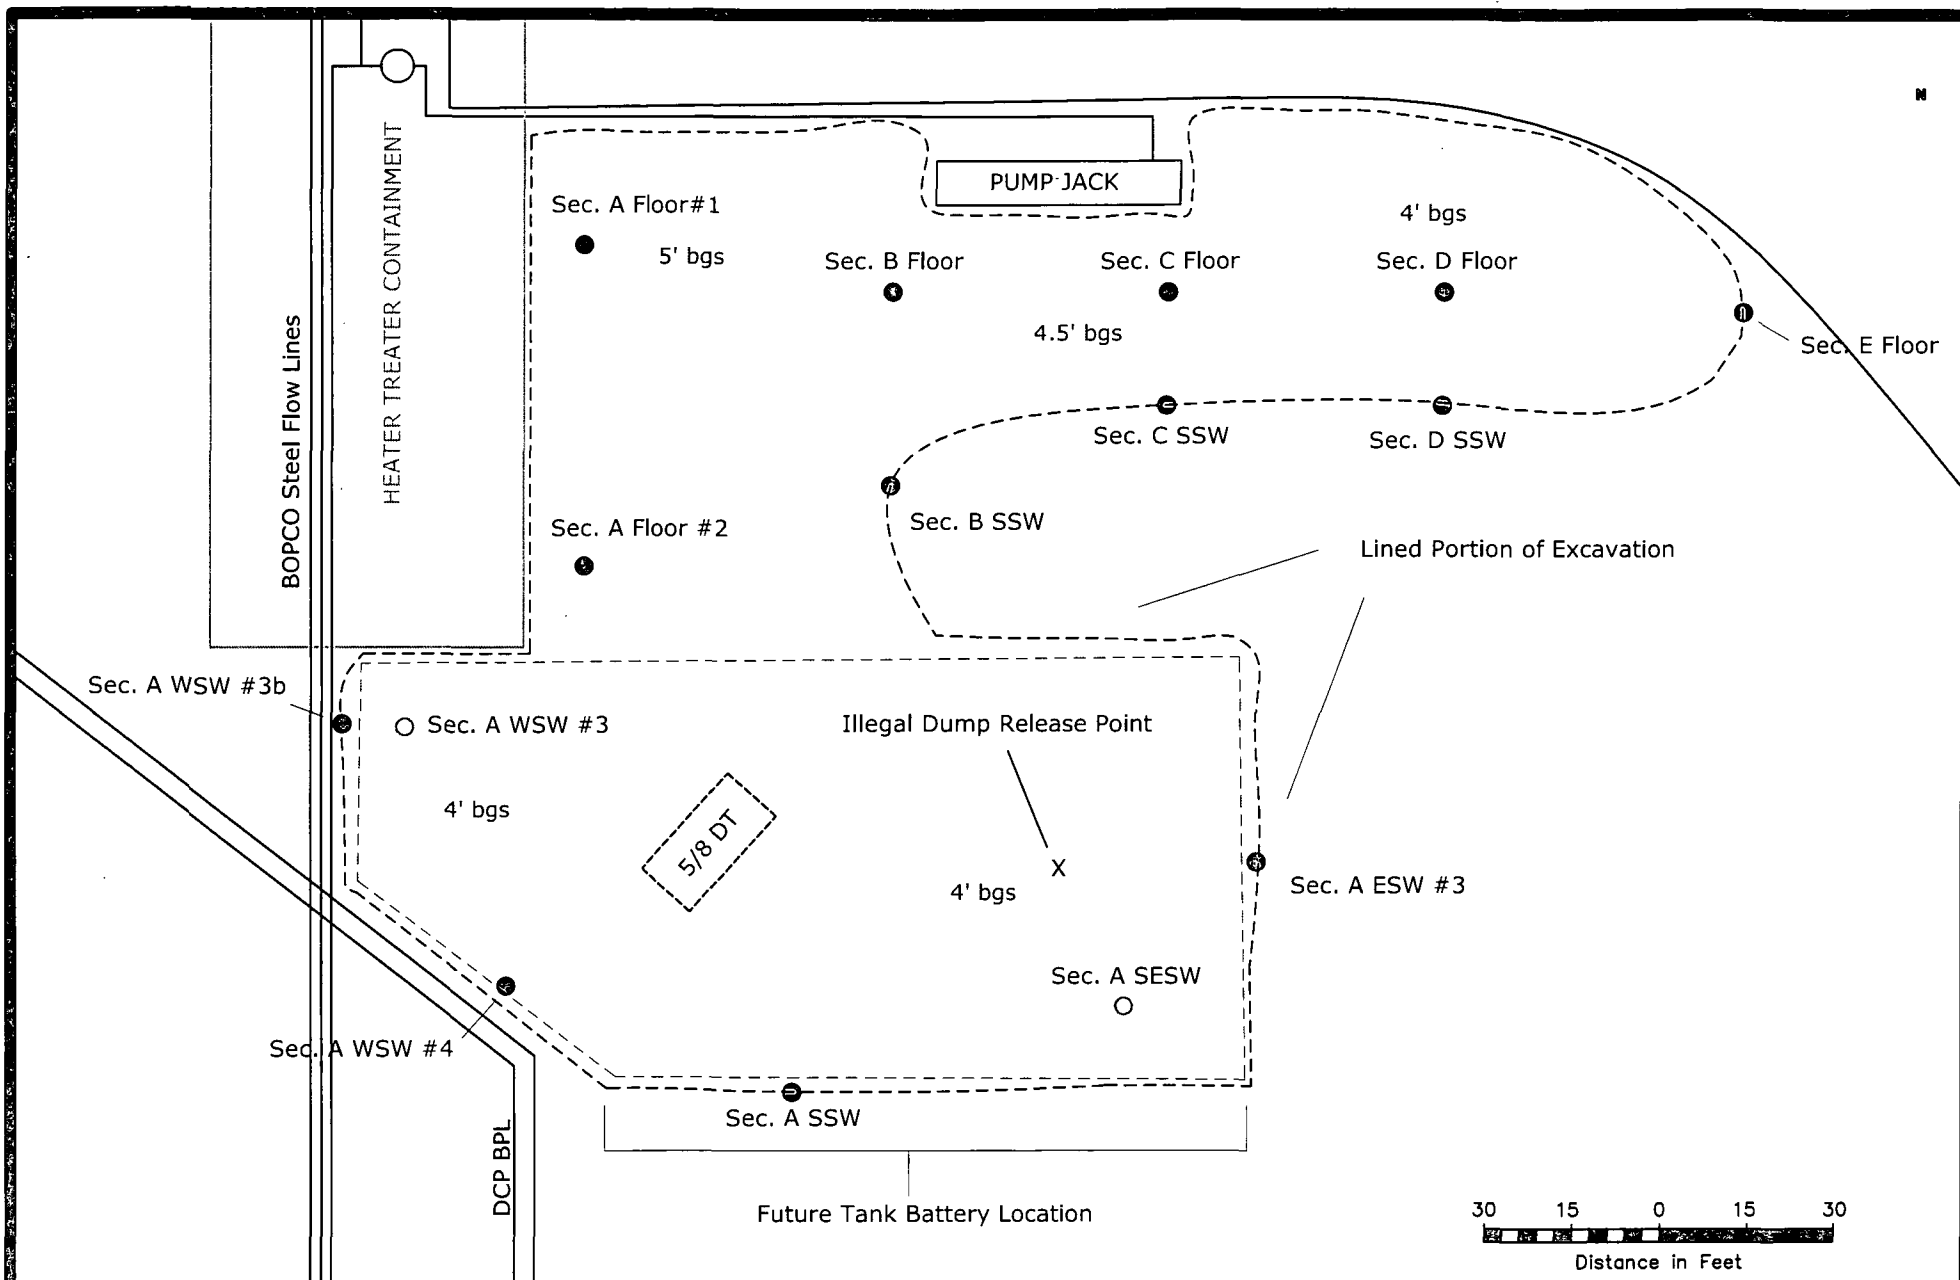 N
HEATER TREATER CONTAINMENT
PUMP JACK
Sec. A Floor#1
4' bgs
5' bgs
Sec. B Floor
Sec. C Floor
Sec. D Floor
4.5' bgs
Sec. E Floor
BOPCO Steel Flow Lines
Sec. C SSW
Sec. D SSW
Sec. A Floor #2
Sec. B SSW
Lined Portion of Excavation
Sec. A WSW #3b
Sec. A WSW #3
Illegal Dump Release Point
4' bgs
5/8 DT
X
4' bgs
Sec. A ESW #3
Sec. A SESW
Sec. A WSW #4
Sec. A SSW
DCP BPL
Future Tank Battery Location
30 15 0 15 30
Distance in Feet